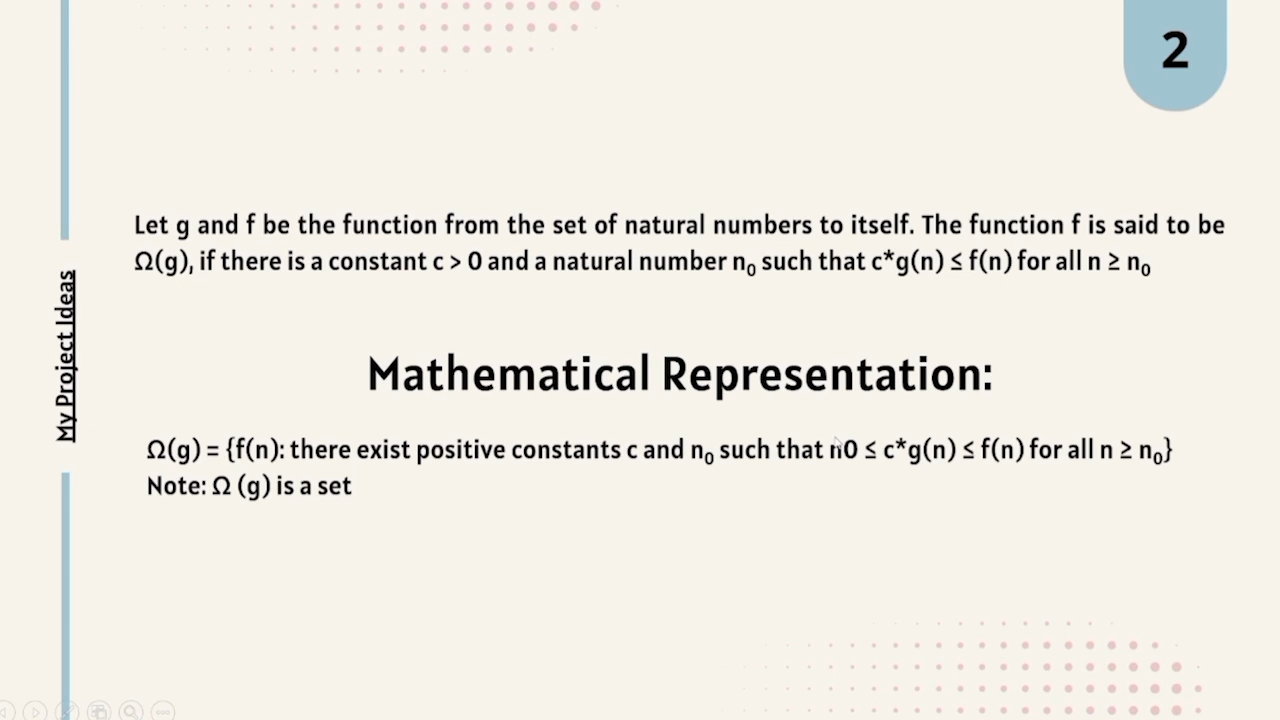 2
Let g and f be the function from the set of natural numbers to itself. The function f is said to be
Ω(g), if there is a constant c > 0 and a natural number n₀ such that c*g(n) ≤ f(n) for all n ≥ n₀
My Project Ideas
Mathematical Representation:
Ω(g) = {f(n): there exist positive constants c and n₀ such that n0 ≤ c*g(n) ≤ f(n) for all n ≥ n₀}
Note: Ω (g) is a set